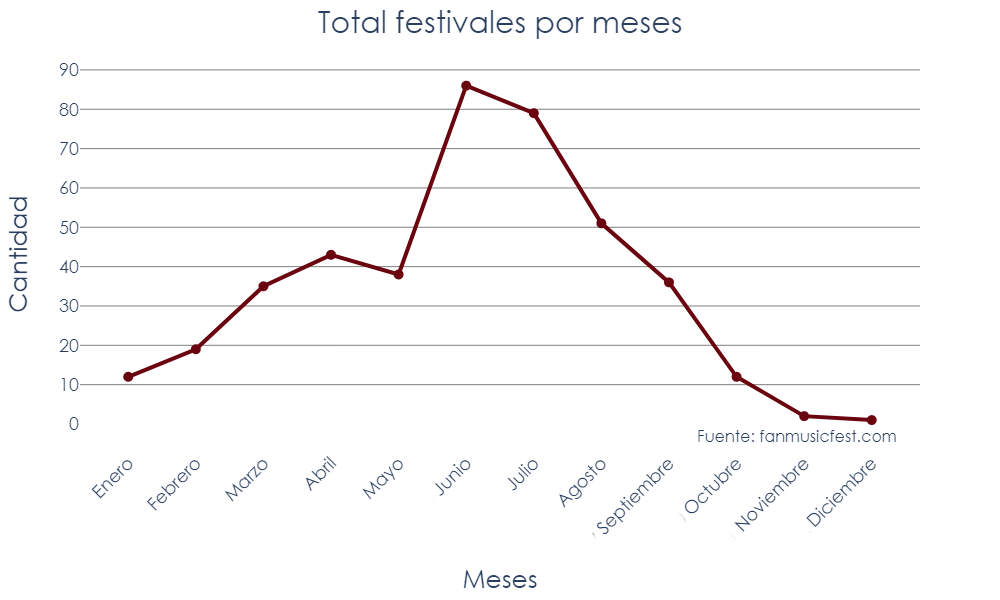 Total festivales por meses
Cantidad
90
80
70
60
50
40
30
20
10
0
Fuente: fanmusicfest.com
Enero
Febrero
Marzo
Abril
Mayo
Junio
Julio
Agosto
Septiembre
Octubre
Noviembre
Diciembre
Meses